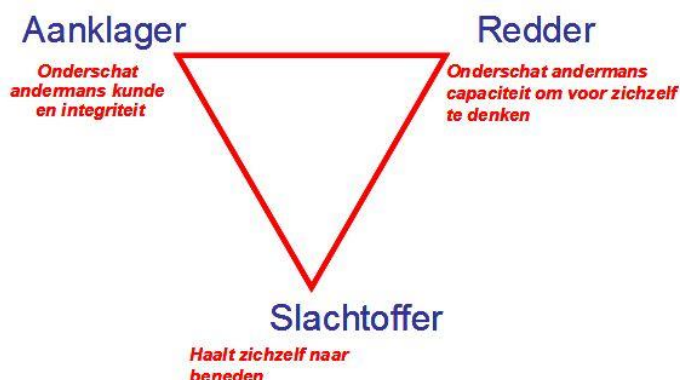 Aanklager
Onderschat
andermans kunde
en integriteit
Redder
Onderschat andermans
capaciteit om voor zichzelf
te denken
Slachtoffer
Haalt zichzelf naar
beneden